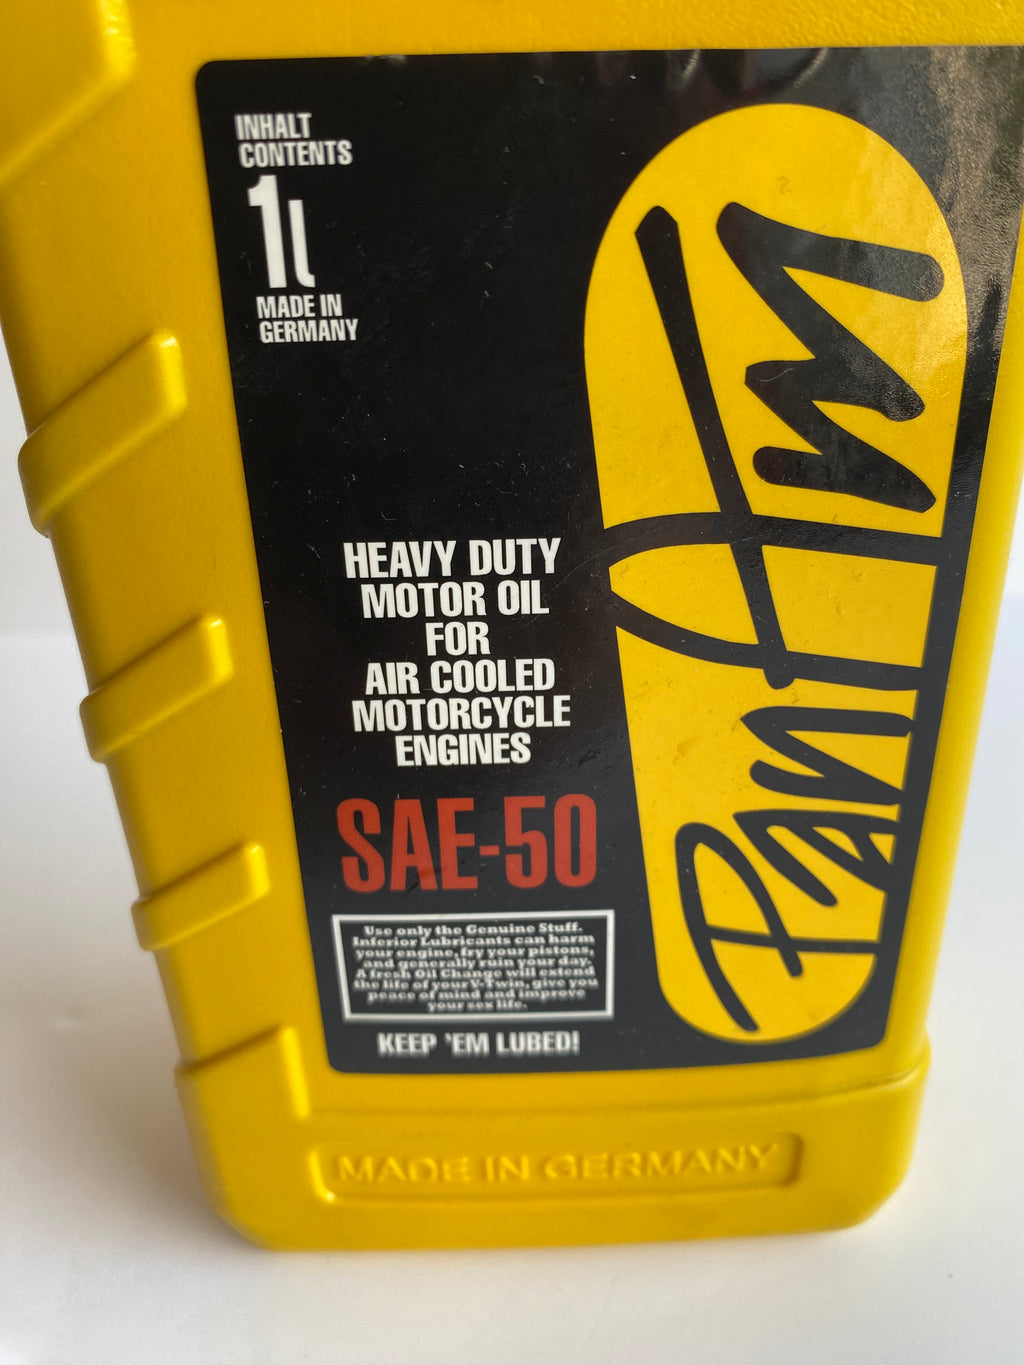 INHALT
CONTENTS
1l
MADE IN
GERMANY
HEAVY DUTY
MOTOR OIL
FOR
AIR COOLED
MOTORCYCLE
ENGINES
SAE-50
Use only the Genuine Stuff.
Inferior Lubricants can harm
your engine, fry your pistons,
and generally ruin your day.
A fresh Oil Change will extend
the life of your V-Twin, give you
peace of mind and improve
your sex life.
KEEP 'EM LUBED!
MADE IN GERMANY